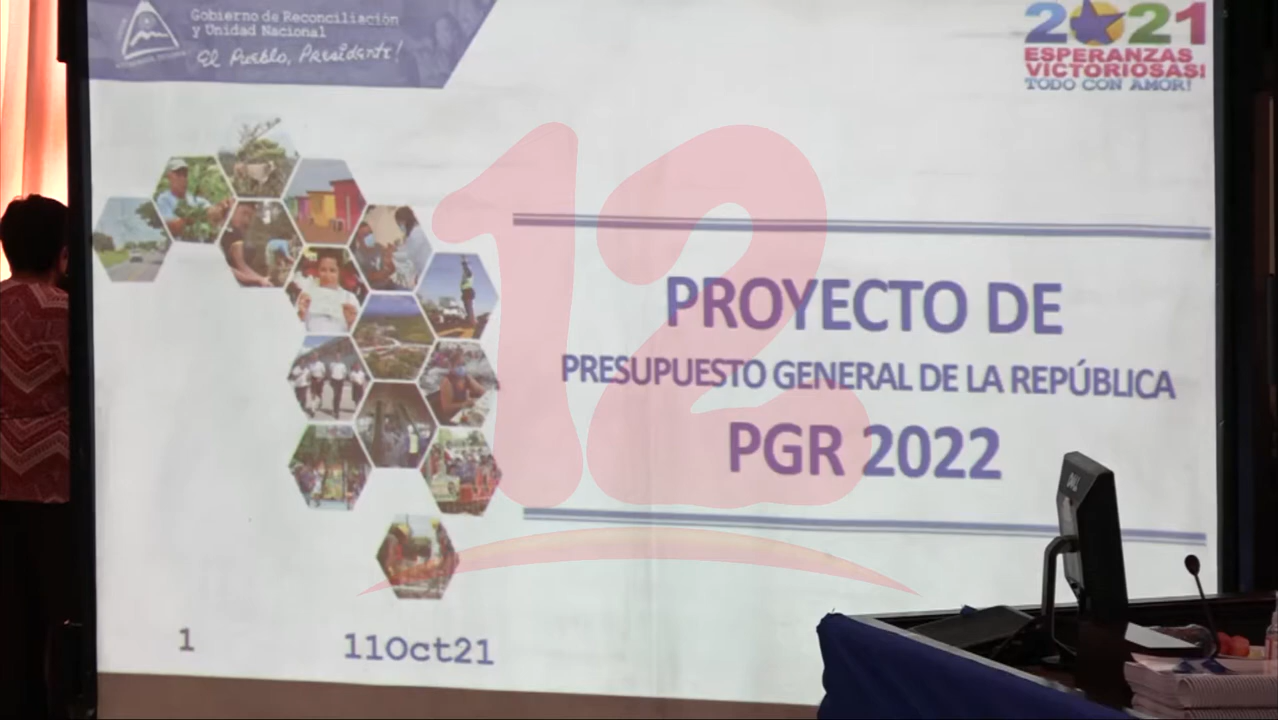 Gobierno de Reconciliación
y Unidad Nacional
El Pueblo, Presidente!
2021
ESPERANZAS
VICTORIOSAS!
TODO CON AMOR!
12
PROYECTO DE
PRESUPUESTO GENERAL DE LA REPÚBLICA
PGR 2022
DELL
1
11Oct21